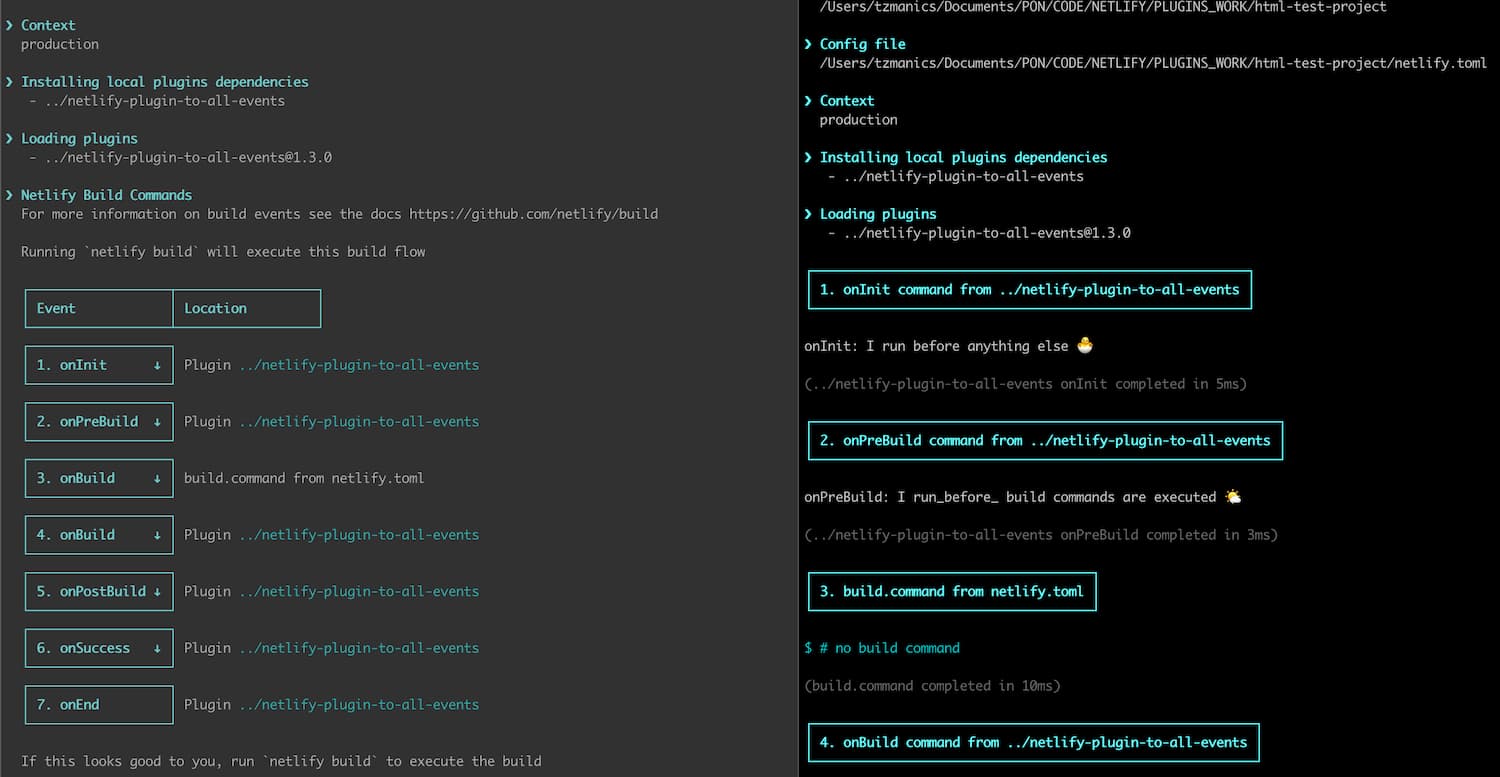 ❯ Context
production
❯ Installing local plugins dependencies
- ../netlify-plugin-to-all-events
❯ Loading plugins
- ../netlify-plugin-to-all-events@1.3.0
❯ Netlify Build Commands
For more information on build events see the docs https://github.com/netlify/build
Running `netlify build` will execute this build flow
Event Location
1. onInit ↓ Plugin ../netlify-plugin-to-all-events
2. onPreBuild ↓ Plugin ../netlify-plugin-to-all-events
3. onBuild ↓ build.command from netlify.toml
4. onBuild ↓ Plugin ../netlify-plugin-to-all-events
5. onPostBuild ↓ Plugin ../netlify-plugin-to-all-events
6. onSuccess ↓ Plugin ../netlify-plugin-to-all-events
7. onEnd Plugin ../netlify-plugin-to-all-events
If this looks good to you, run `netlify build` to execute the build
/Users/tzmanics/Documents/PON/CODE/NETLIFY/PLUGINS_WORK/html-test-project
❯ Config file
/Users/tzmanics/Documents/PON/CODE/NETLIFY/PLUGINS_WORK/html-test-project/netlify.toml
❯ Context
production
❯ Installing local plugins dependencies
- ../netlify-plugin-to-all-events
❯ Loading plugins
- ../netlify-plugin-to-all-events@1.3.0
1. onInit command from ../netlify-plugin-to-all-events
onInit: I run before anything else 🐣
(../netlify-plugin-to-all-events onInit completed in 5ms)
2. onPreBuild command from ../netlify-plugin-to-all-events
onPreBuild: I run_before_ build commands are executed 🌤
(../netlify-plugin-to-all-events onPreBuild completed in 3ms)
3. build.command from netlify.toml
$ # no build command
(build.command completed in 10ms)
4. onBuild command from ../netlify-plugin-to-all-events